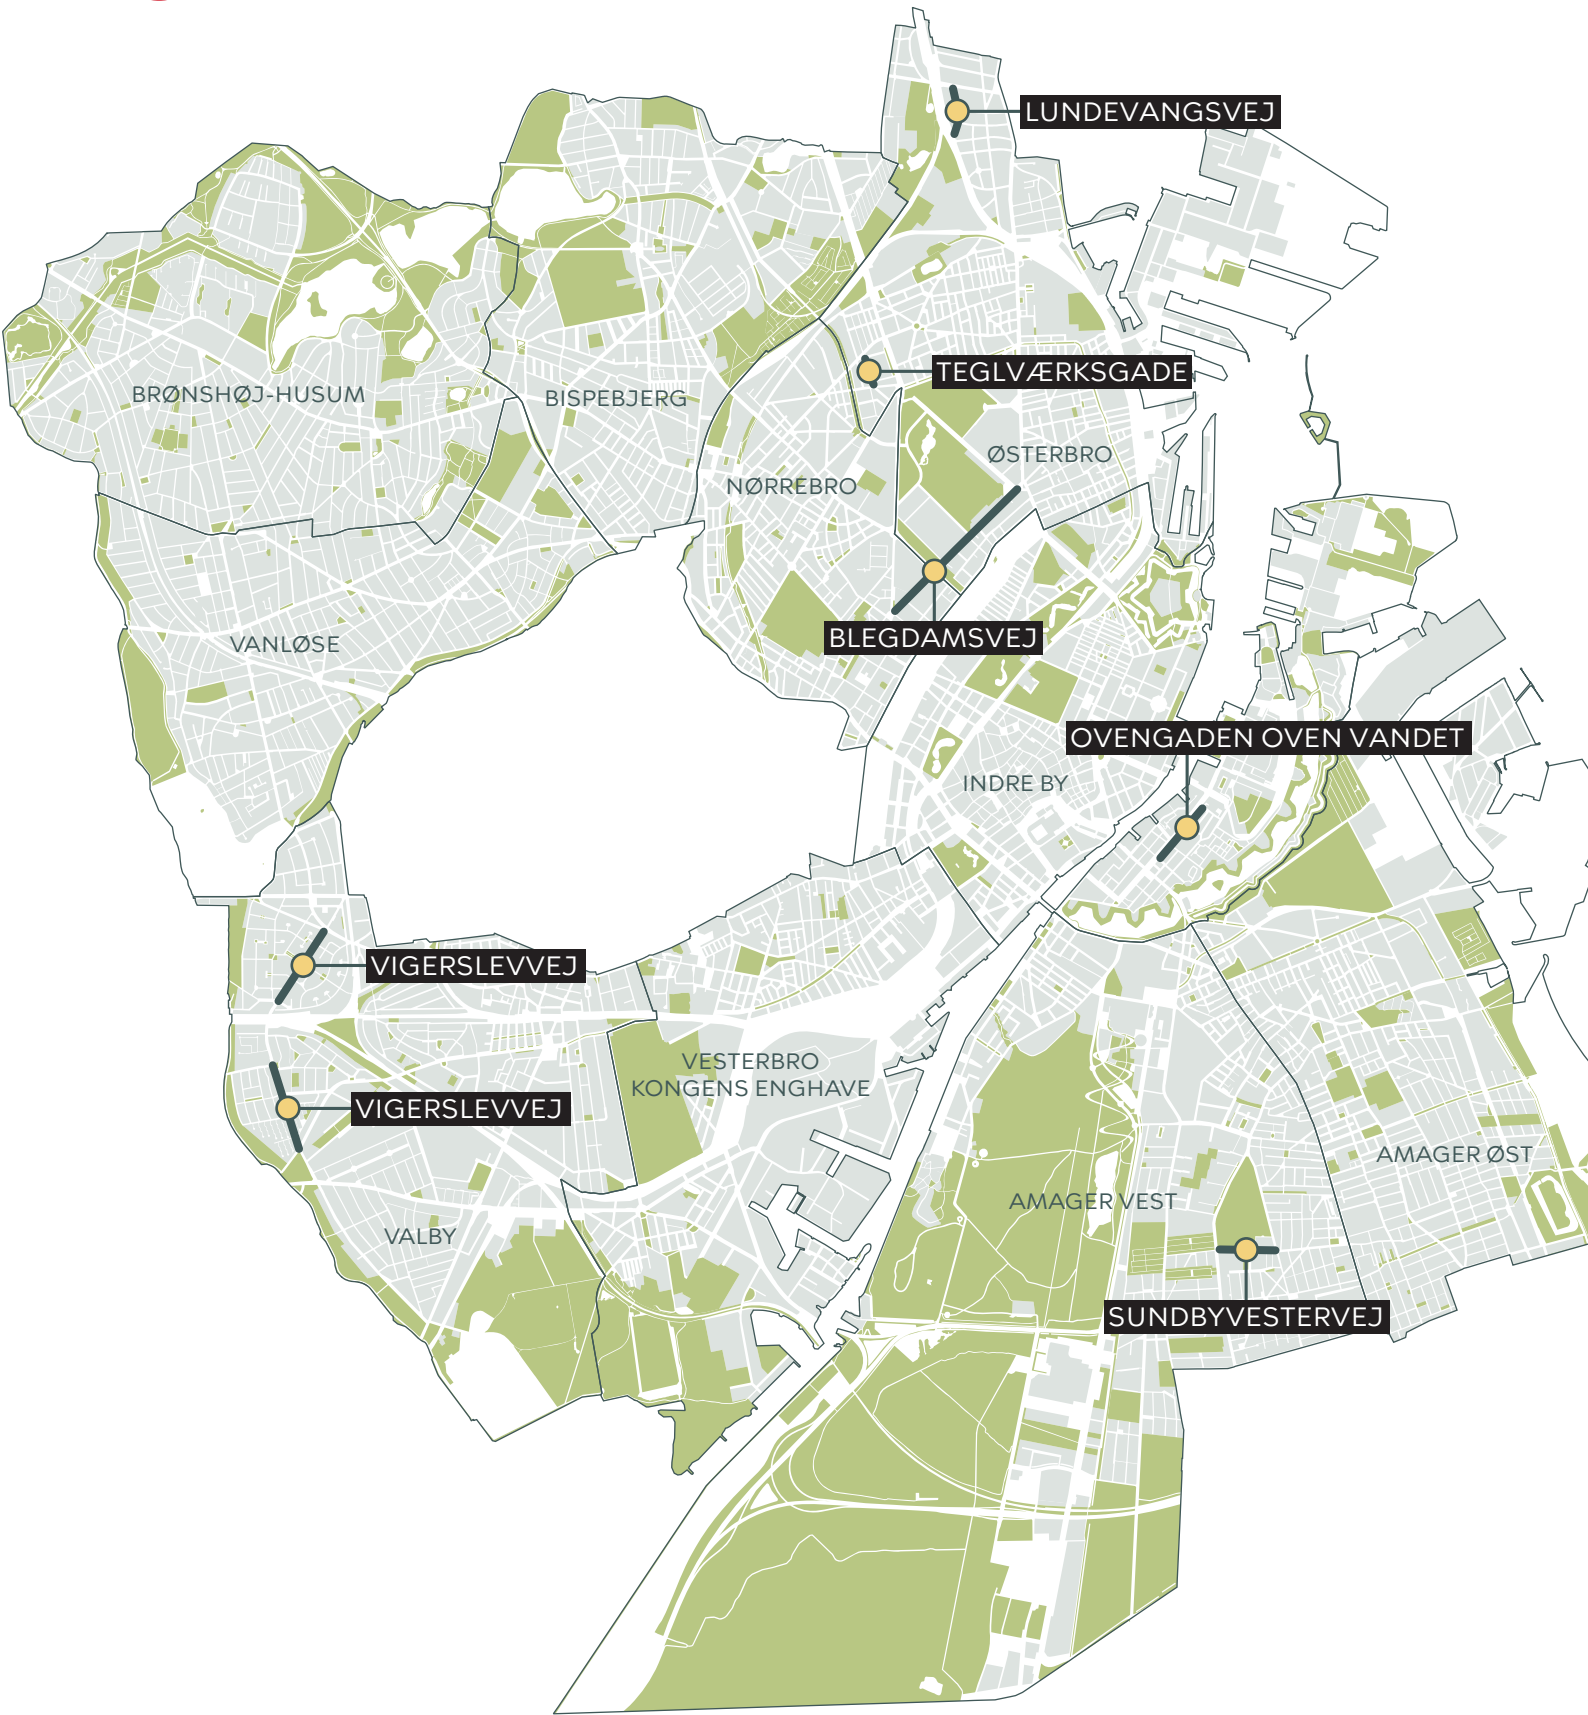 LUNDEVANGSVEJ
TEGLVÆRKSGADE
BRØNSHØJ-HUSUM
BISPEBJERG
ØSTERBRO
NØRREBRO
BLEGDAMSVEJ
VANLØSE
OVENGADEN OVEN VANDET
INDRE BY
VIGERSLEVVEJ
VESTERBRO
KONGENS ENGHAVE
VIGERSLEVVEJ
AMAGER ØST
AMAGER VEST
VALBY
SUNDBYVESTERVEJ